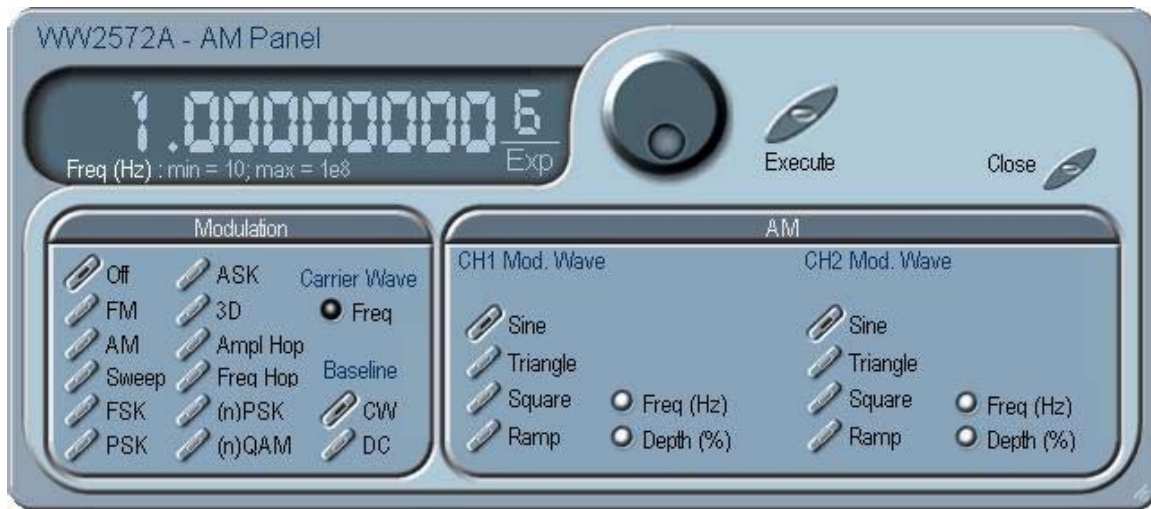 WW2572A - AM Panel
1.00000000 6
Exp
Freq (Hz) : min = 10; max = 1e8
Execute
Close
Modulation
Off
FM
AM
Sweep
FSK
PSK
ASK
3D
Ampl Hop
Freq Hop
(n)PSK
(n)QAM
Carrier Wave
Freq
Baseline
CW
DC
AM
CH1 Mod. Wave
Sine
Triangle
Square
Ramp
Freq (Hz)
Depth (%)
CH2 Mod. Wave
Sine
Triangle
Square
Ramp
Freq (Hz)
Depth (%)